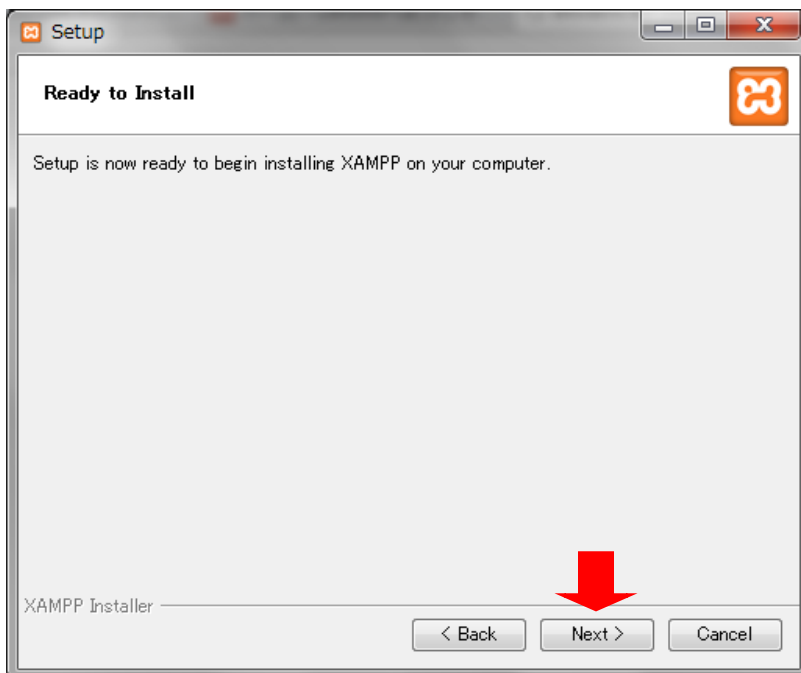 Setup
Ready to Install
Setup is now ready to begin installing XAMPP on your computer.
XAMPP Installer
< Back Next > Cancel